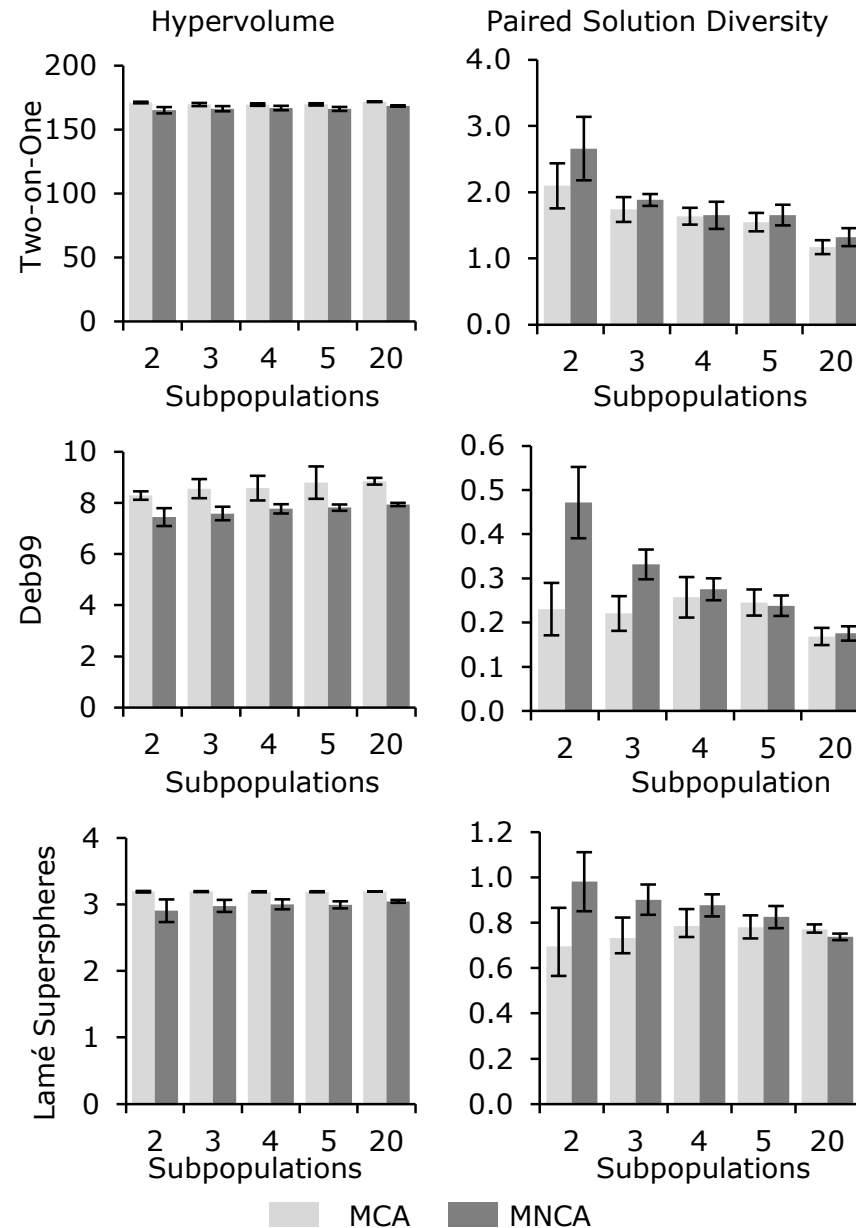 Hypervolume Paired Solution Diversity
Two-on-One
200
150
100
50
0
2 3 4 5 20
Subpopulations
4.0
3.0
2.0
1.0
0.0
2 3 4 5 20
Subpopulations
Deb99
10
8
6
4
2
0
2 3 4 5 20
Subpopulations
0.6
0.5
0.4
0.3
0.2
0.1
0.0
2 3 4 5 20
Subpopulation
Lamé Superspheres
4
3
2
1
0
2 3 4 5 20
Subpopulations
1.2
1.0
0.8
0.6
0.4
0.2
0.0
2 3 4 5 20
Subpopulations
MCA MNCA